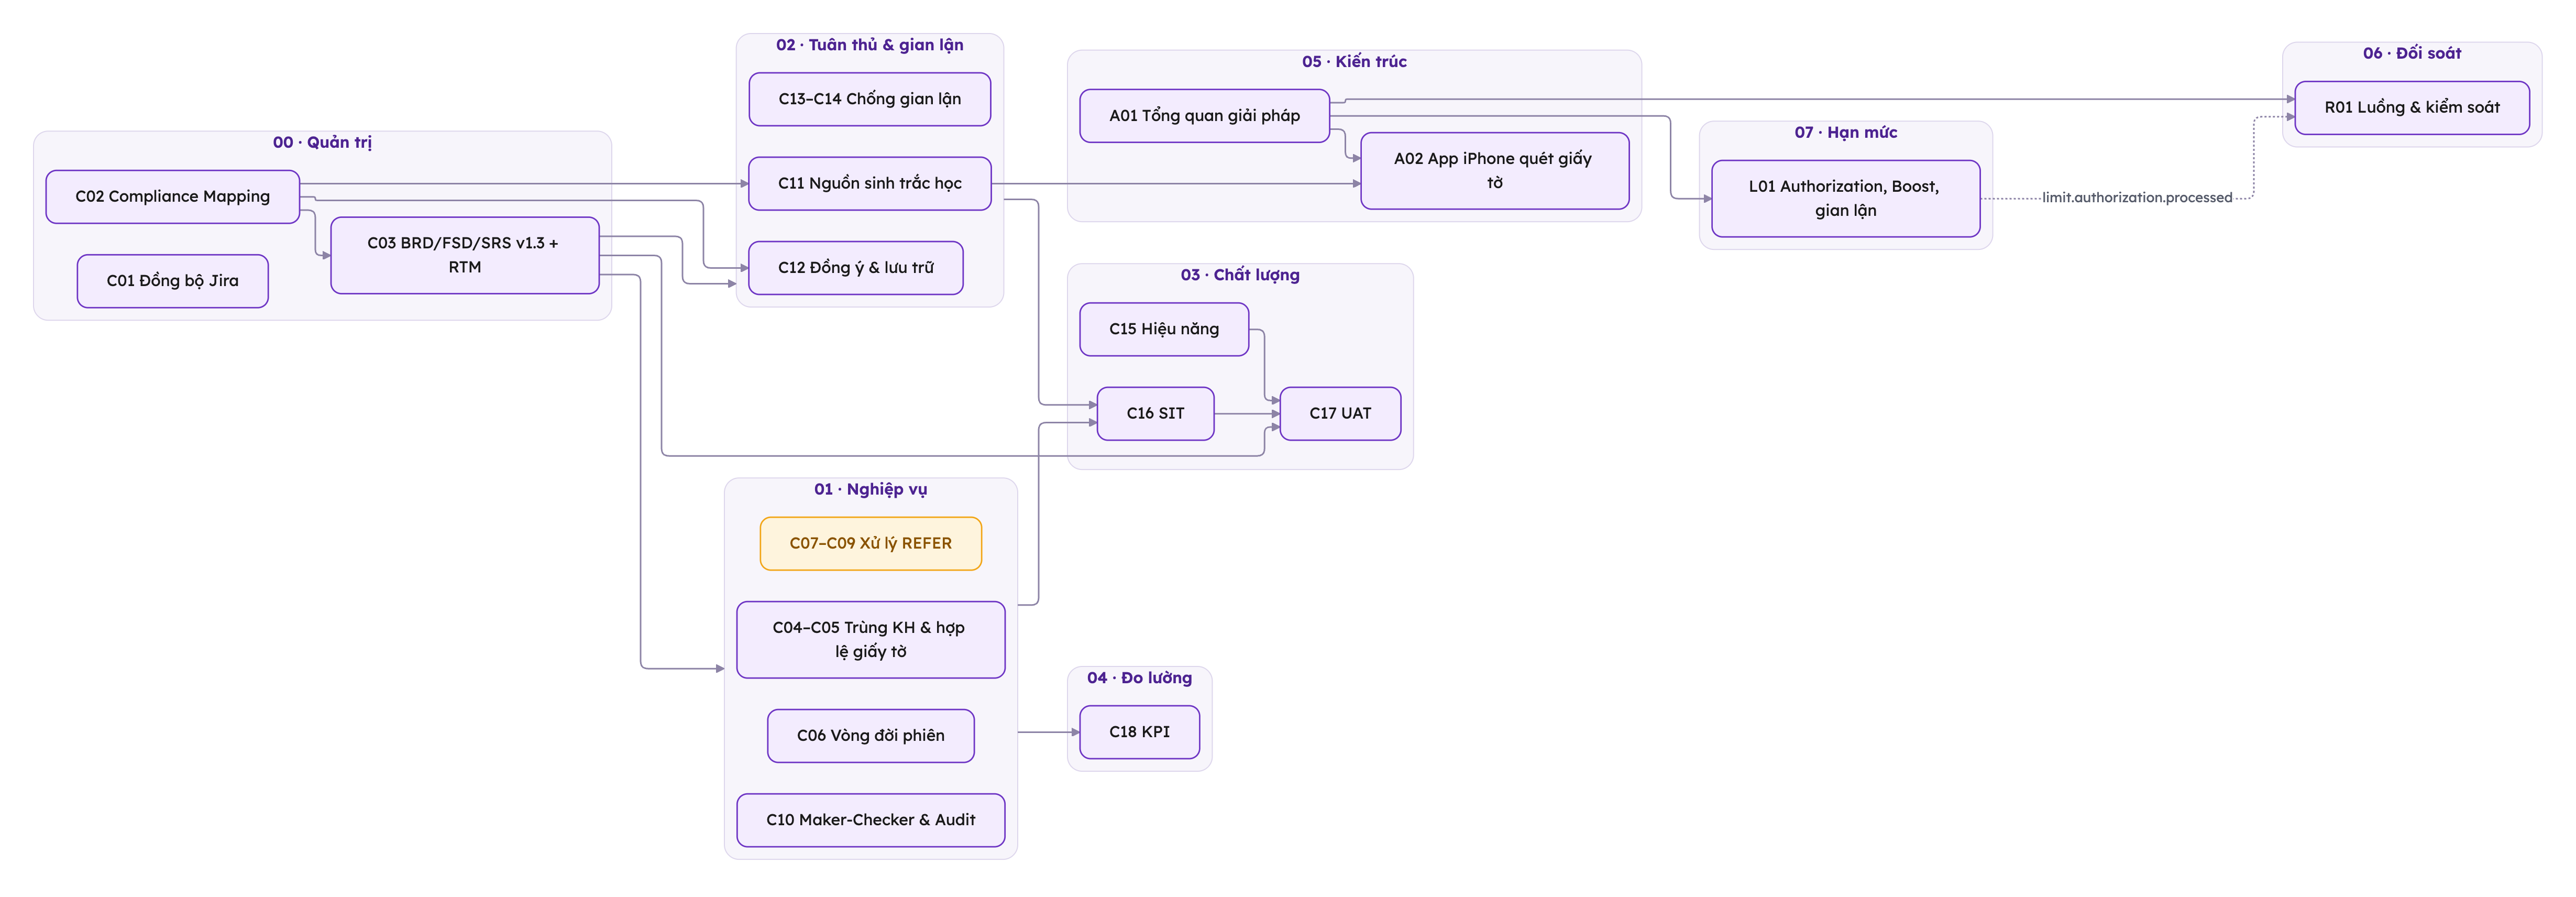 00 · Quản trị
C02 Compliance Mapping
C03 BRD/FSD/SRS v1.3 +
RTM
C01 Đồng bộ Jira
02 · Tuân thủ & gian lận
C13–C14 Chống gian lận
C11 Nguồn sinh trắc học
C12 Đồng ý & lưu trữ
05 · Kiến trúc
A01 Tổng quan giải pháp
A02 App iPhone quét giấy
tờ
07 · Hạn mức
L01 Authorization, Boost,
gian lận
limit.authorization.processed
06 · Đối soát
R01 Luồng & kiểm soát
03 · Chất lượng
C15 Hiệu năng
C16 SIT
C17 UAT
01 · Nghiệp vụ
C07–C09 Xử lý REFER
C04–C05 Trùng KH & hợp
lệ giấy tờ
C06 Vòng đời phiên
C10 Maker-Checker & Audit
04 · Đo lường
C18 KPI